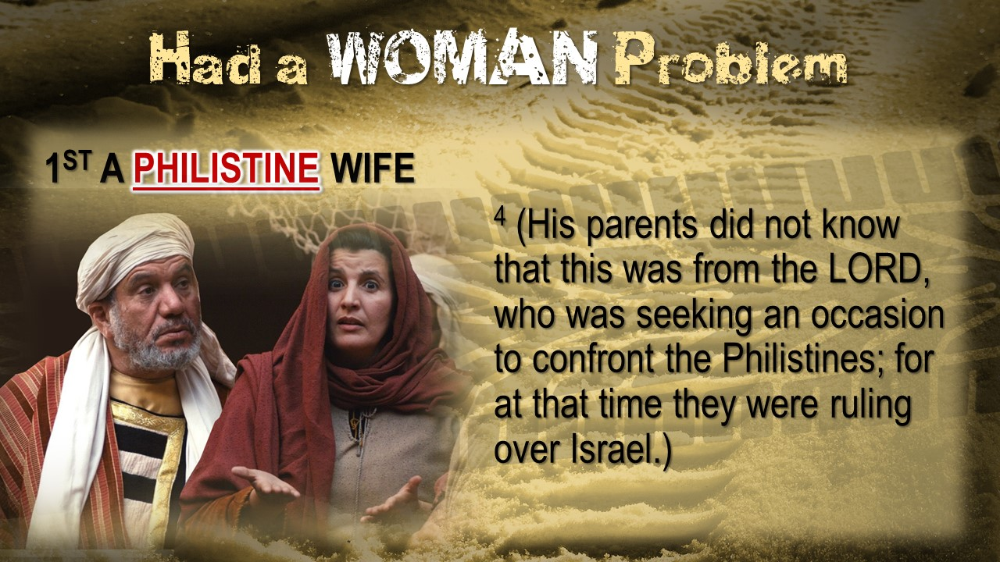 Had a WOMAN Problem
1ST A PHILISTINE WIFE
4 (His parents did not know
that this was from the LORD,
who was seeking an occasion
to confront the Philistines; for
at that time they were ruling
over Israel.)